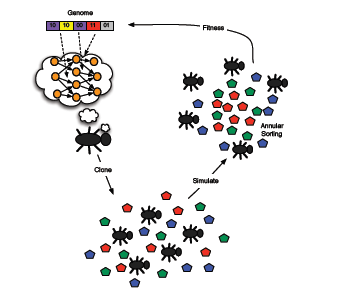 Genome
10 10 00 11 01
Fitness
Annular
Sorting
Clone
Simulate